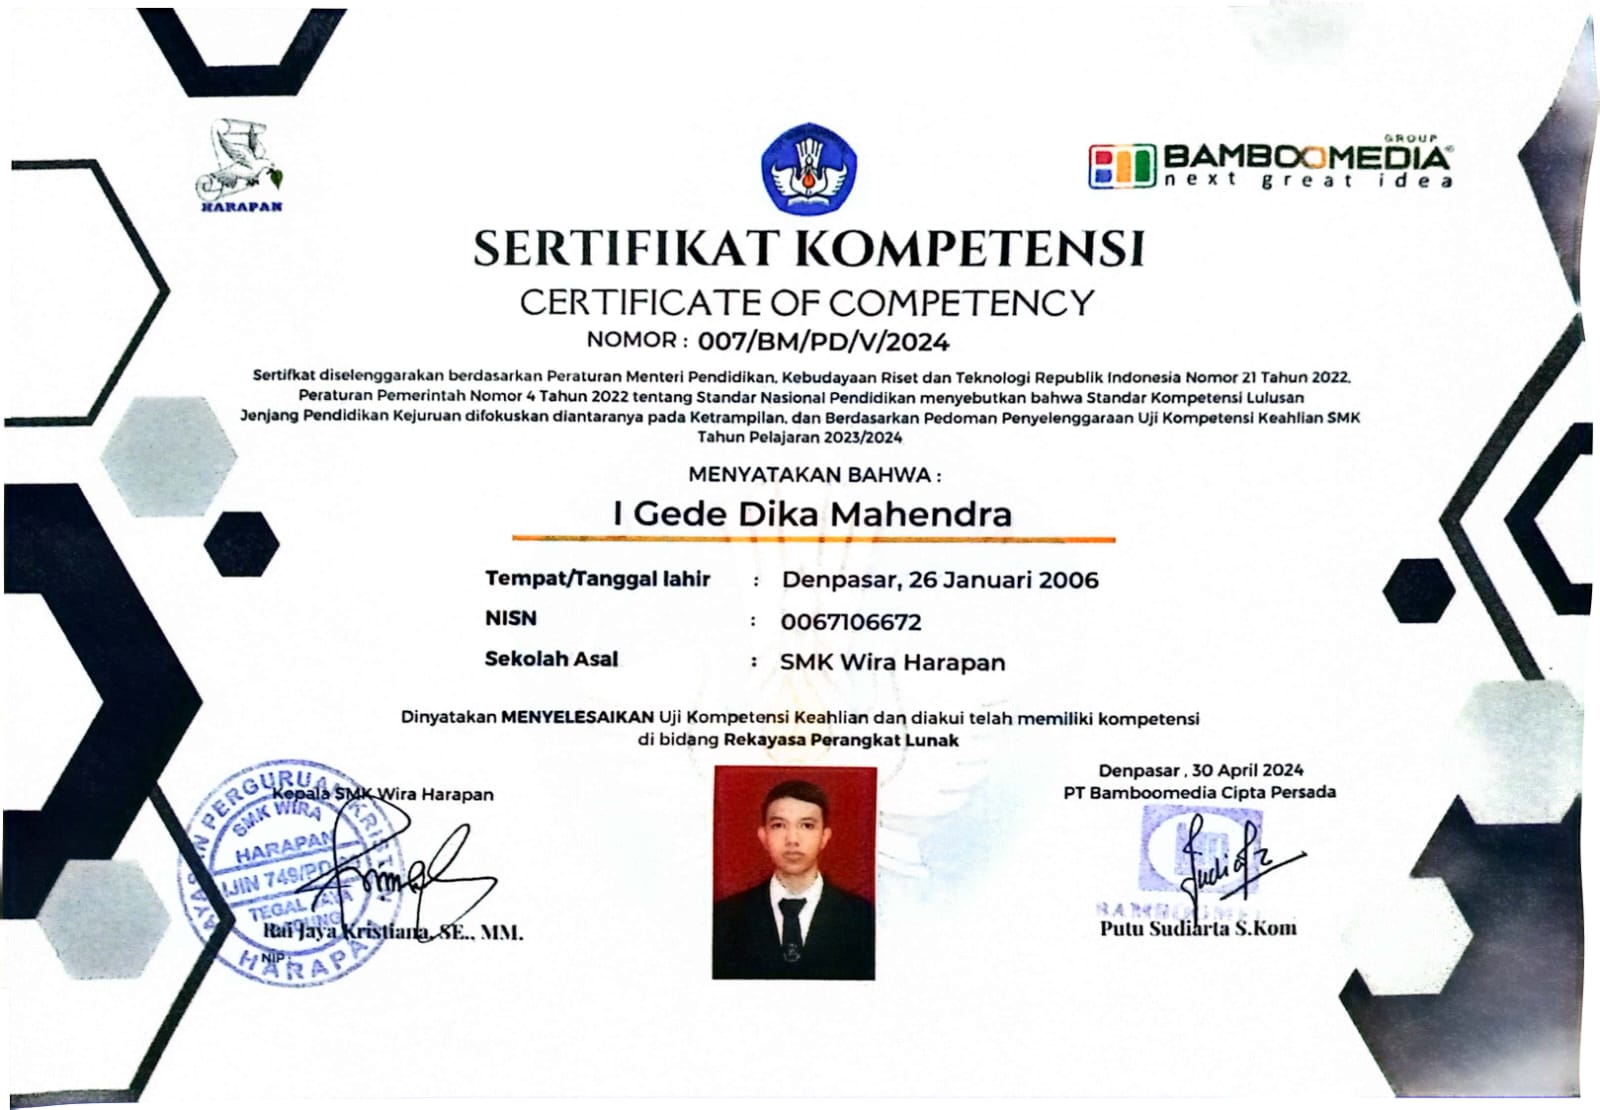 HARAPAN
GROUP
BAMBOOMEDIA®
next great idea
SERTIFIKAT KOMPETENSI
CERTIFICATE OF COMPETENCY
NOMOR : 007/BM/PD/V/2024
Sertifkat diselenggarakan berdasarkan Peraturan Menteri Pendidikan, Kebudayaan Riset dan Teknologi Republik Indonesia Nomor 21 Tahun 2022,
Peraturan Pemerintah Nomor 4 Tahun 2022 tentang Standar Nasional Pendidikan menyebutkan bahwa Standar Kompetensi Lulusan
Jenjang Pendidikan Kejuruan difokuskan diantaranya pada Ketrampilan, dan Berdasarkan Pedoman Penyelenggaraan Uji Kompetensi Keahlian SMK
Tahun Pelajaran 2023/2024
MENYATAKAN BAHWA :
I Gede Dika Mahendra
Tempat/Tanggal lahir : Denpasar, 26 Januari 2006
NISN : 0067106672
Sekolah Asal : SMK Wira Harapan
Dinyatakan MENYELESAIKAN Uji Kompetensi Keahlian dan diakui telah memiliki kompetensi
di bidang Rekayasa Perangkat Lunak
Kepala SMK Wira Harapan
PERGURUAN KRISTEN
SMK WIRA
HARAPAN
IJIN 749/PD
TEGAL JAYA
HARAPAN
Rai Jaya Kristiana, SE., MM.
NIP.
Denpasar , 30 April 2024
PT Bamboomedia Cipta Persada
Putu Sudiarta S.Kom